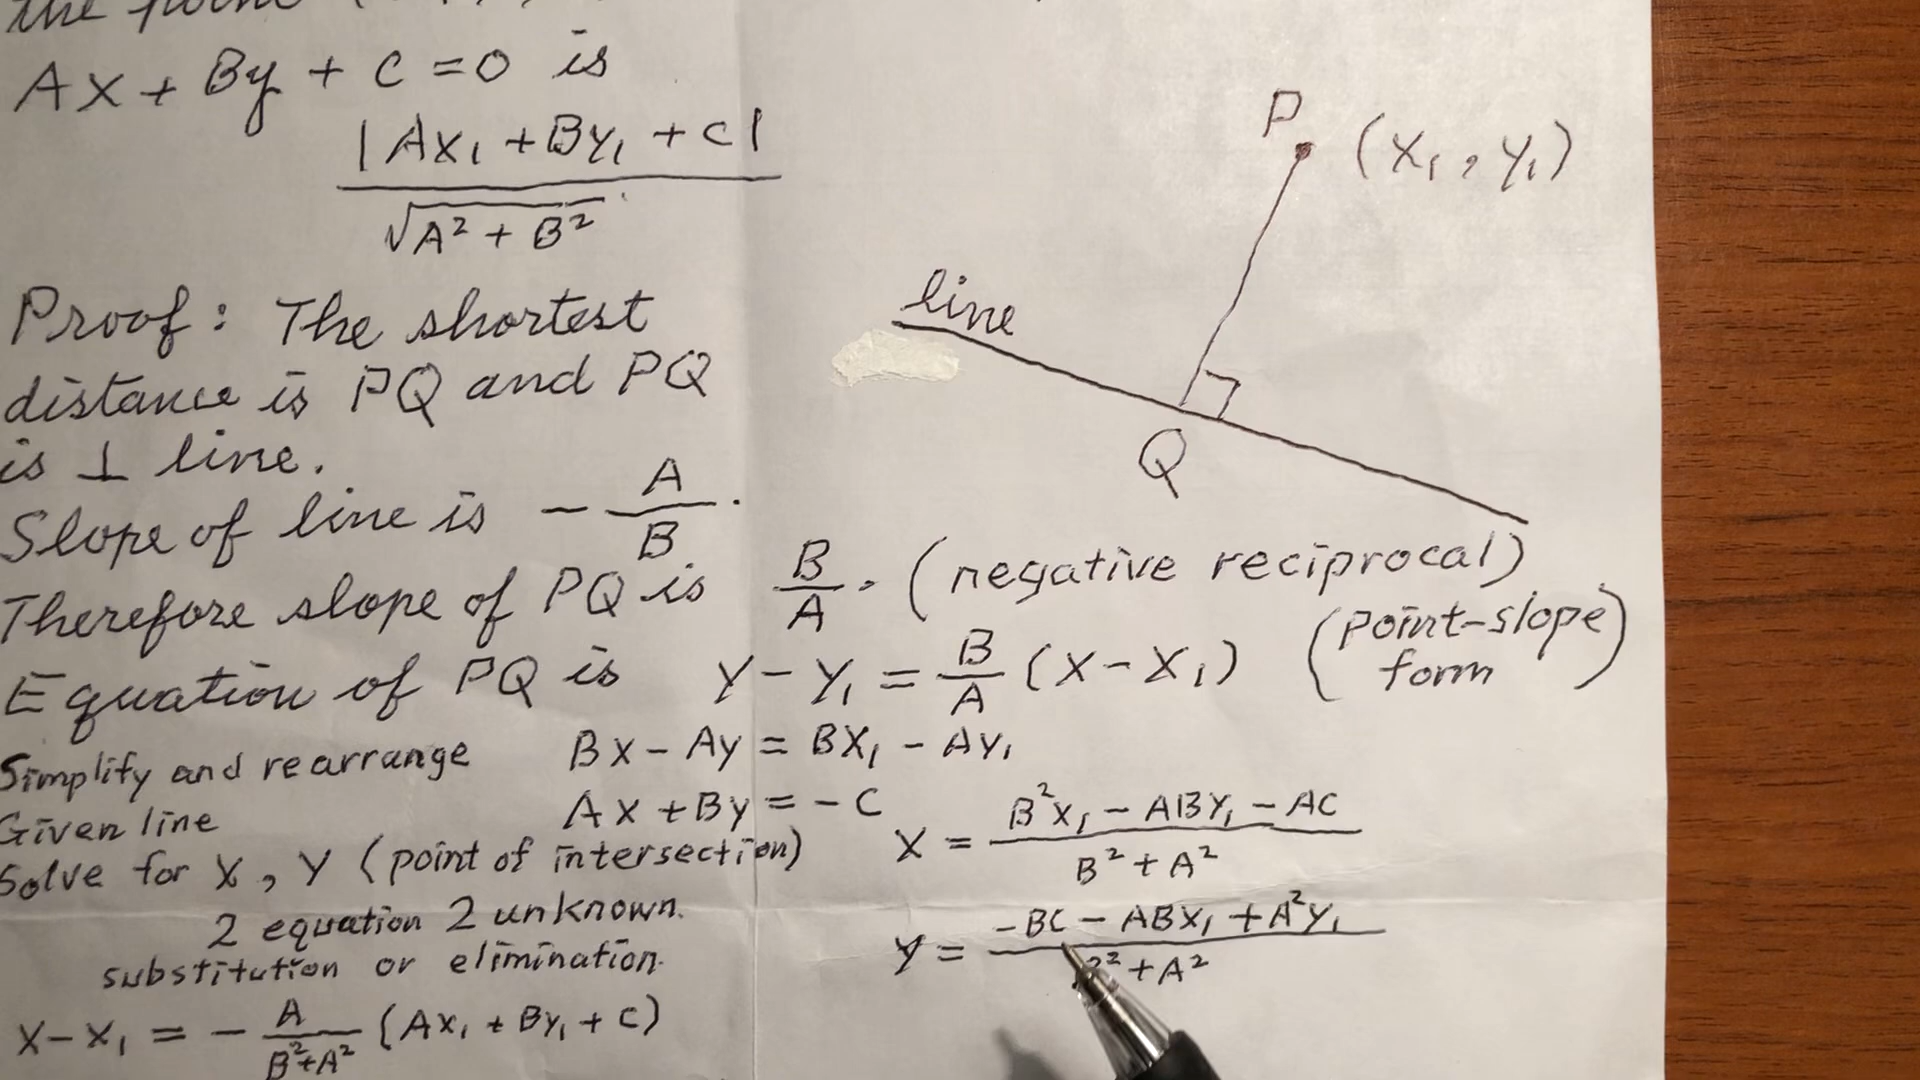 the point
Ax + By + C = 0 is
|Ax₁ + By₁ + C|
√A² + B²
P (x₁, y₁)
line
Q
Proof: The shortest
distance is PQ and PQ
is ⊥ line.
Slope of line is - A/B.
Therefore slope of PQ is B/A. (negative reciprocal)
Equation of PQ is y - y₁ = B/A (x - x₁) (point-slope form)
Simplify and rearrange Bx - Ay = Bx₁ - Ay₁
Given line Ax + By = -C
Solve for x, y (point of intersection)
2 equation 2 unknown.
substitution or elimination.
x = (B²x₁ - ABy₁ - AC)/(B² + A²)
y = (-BC - ABx₁ + A²y₁)/(B² + A²)
x - x₁ = - A/(B²+A²) (Ax₁ + By₁ + C)